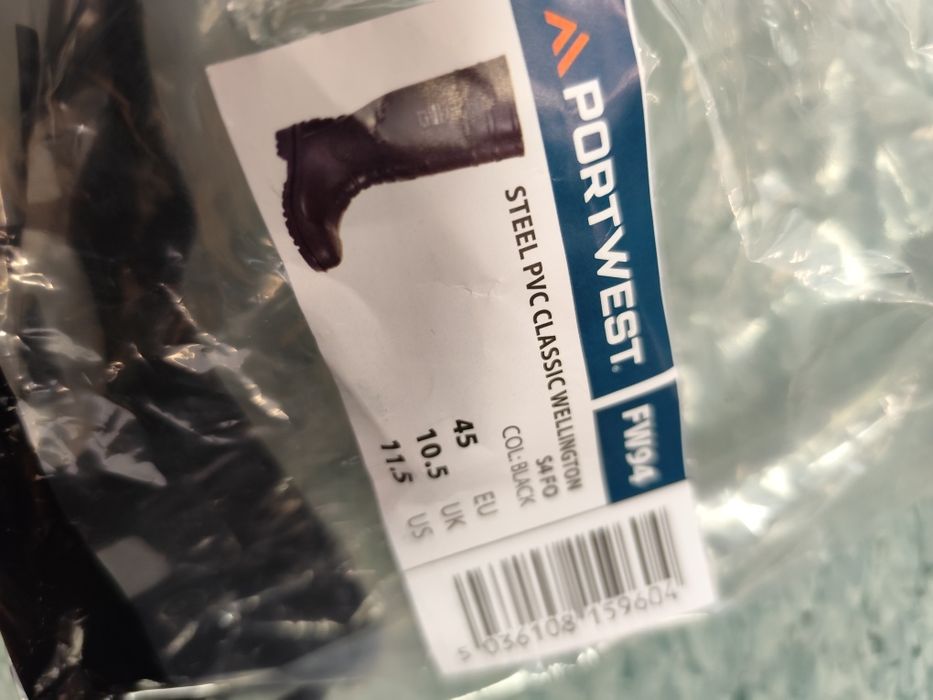 PORTWEST. FW94
STEEL PVC CLASSIC WELLINGTON
S4 FO
COL: BLACK
45 EU
10.5 UK
11.5 US
5 036108 159604